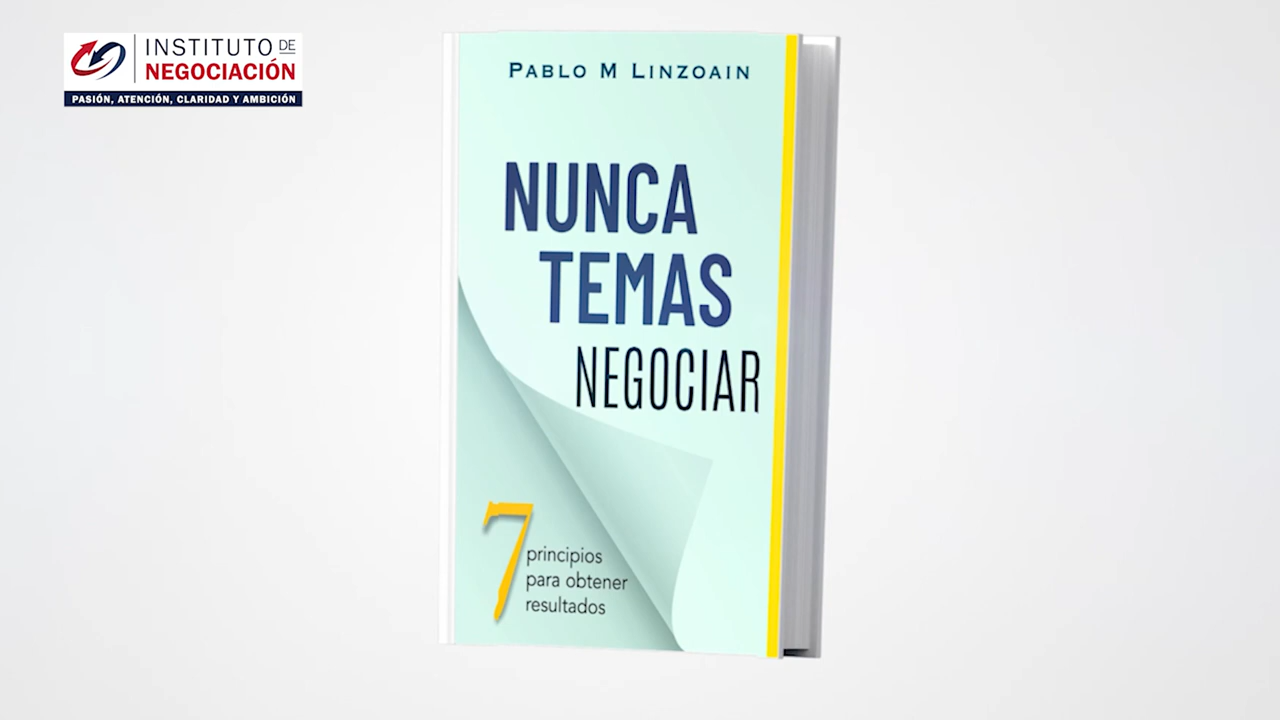 INSTITUTO DE
NEGOCIACIÓN
PASIÓN, ATENCIÓN, CLARIDAD Y AMBICIÓN
PABLO M LINZOAIN
NUNCA
TEMAS
NEGOCIAR
7 principios
para obtener
resultados